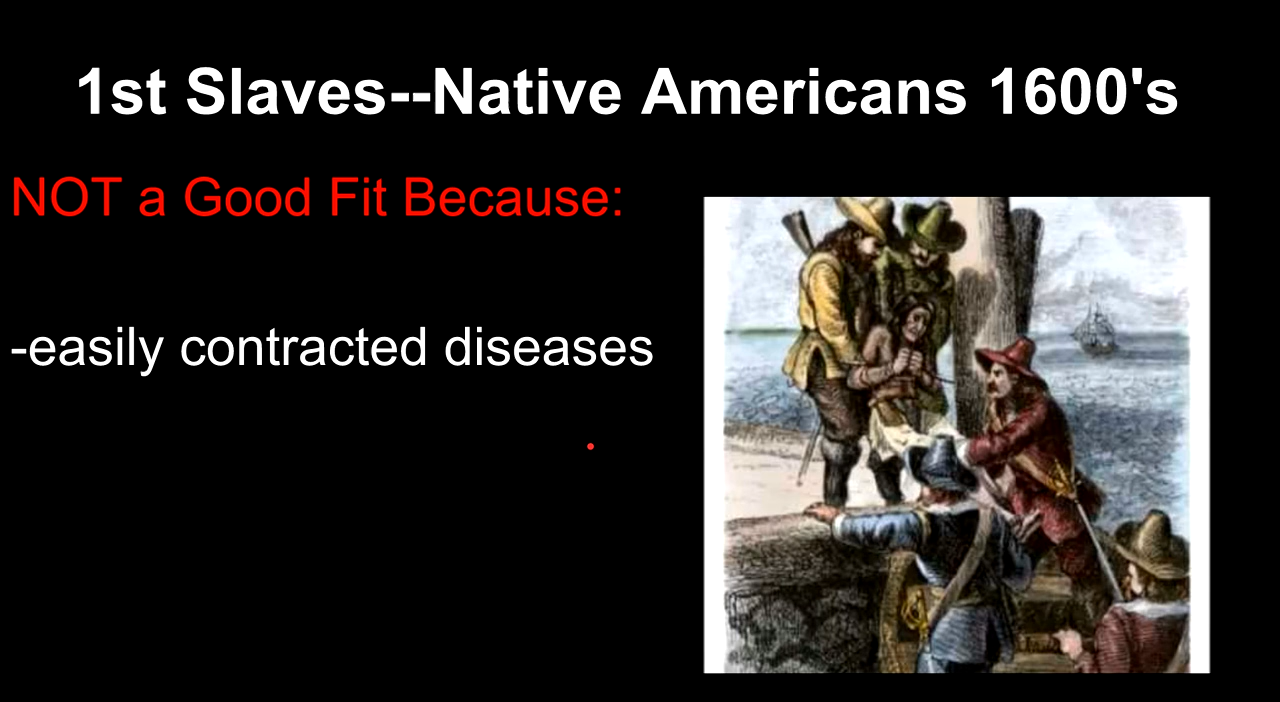 1st Slaves--Native Americans 1600's
NOT a Good Fit Because:
-easily contracted diseases